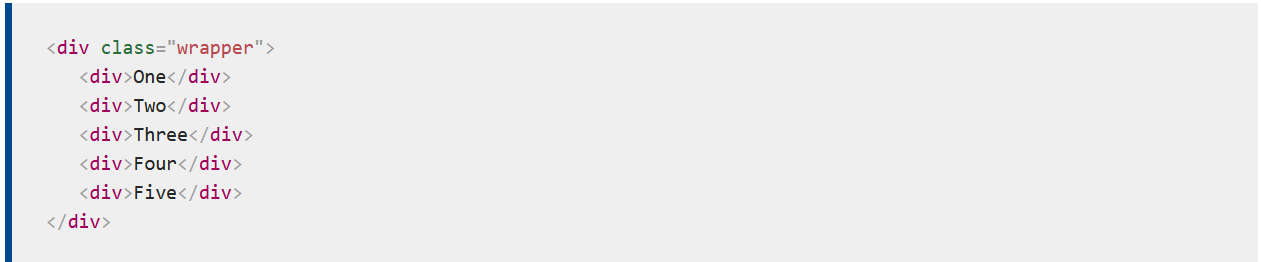 <div class="wrapper">
   <div>One</div>
   <div>Two</div>
   <div>Three</div>
   <div>Four</div>
   <div>Five</div>
</div>